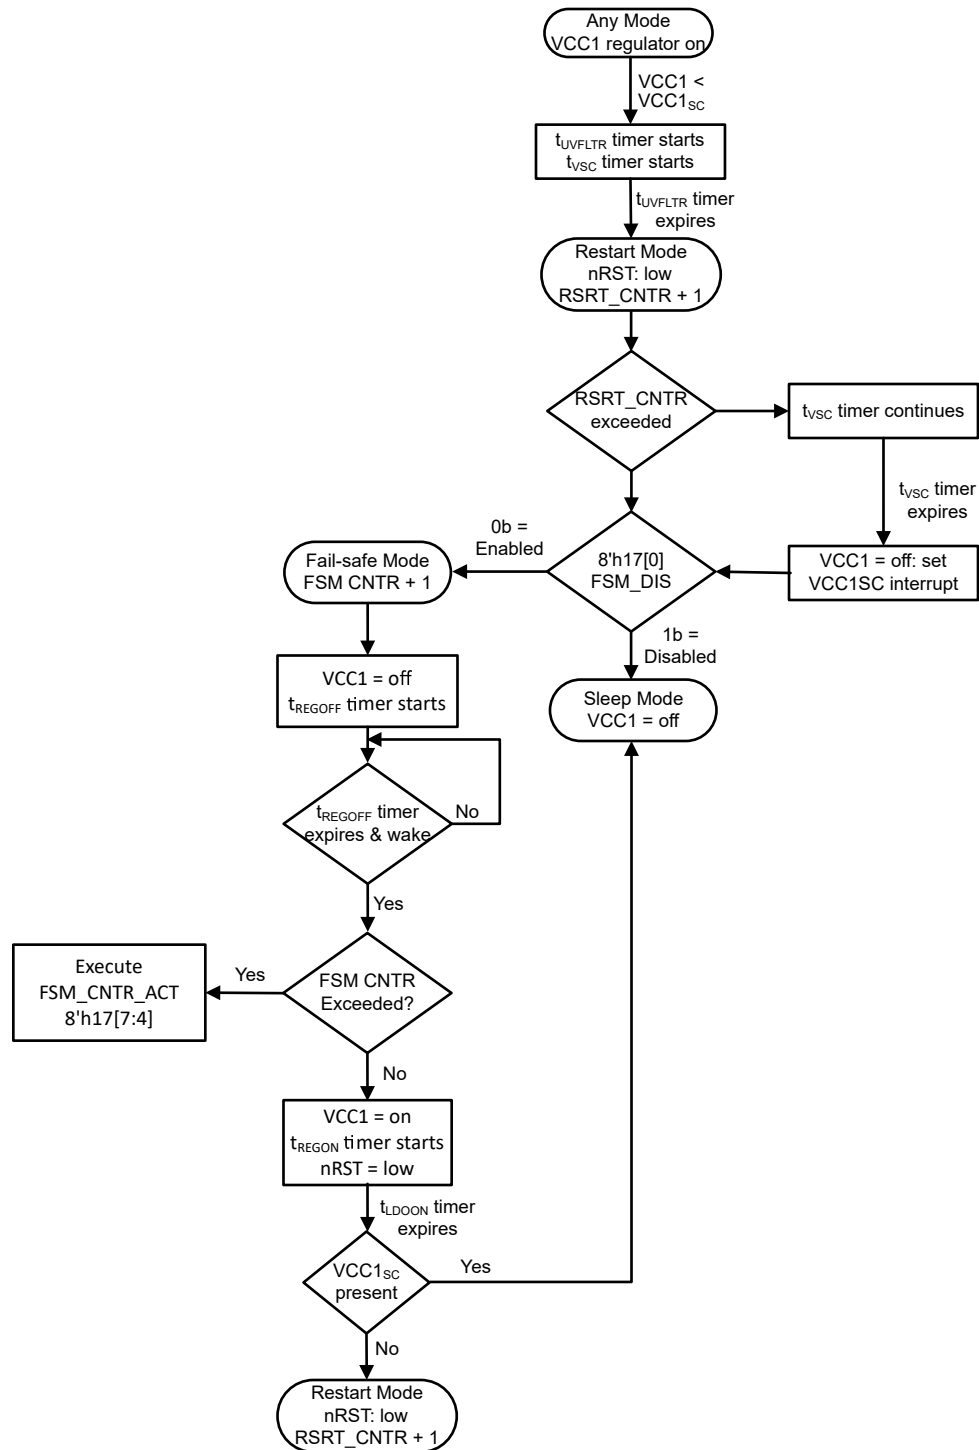 Any Mode
VCC1 regulator on
VCC1 <
VCC1SC
tUVFLTR timer starts
tVSC timer starts
tUVFLTR timer
expires
Restart Mode
nRST: low
RSRT_CNTR + 1
RSRT_CNTR
exceeded
tVSC timer continues
tVSC timer
expires
VCC1 = off: set
VCC1SC interrupt
8'h17[0]
FSM_DIS
0b =
Enabled
1b =
Disabled
Fail-safe Mode
FSM CNTR + 1
Sleep Mode
VCC1 = off
VCC1 = off
tREGOFF timer starts
tREGOFF timer
expires & wake
No
Yes
FSM CNTR
Exceeded?
Yes
Execute
FSM_CNTR_ACT
8'h17[7:4]
No
VCC1 = on
tREGON timer starts
nRST = low
tLDOON timer
expires
VCC1SC
present
Yes
No
Restart Mode
nRST: low
RSRT_CNTR + 1